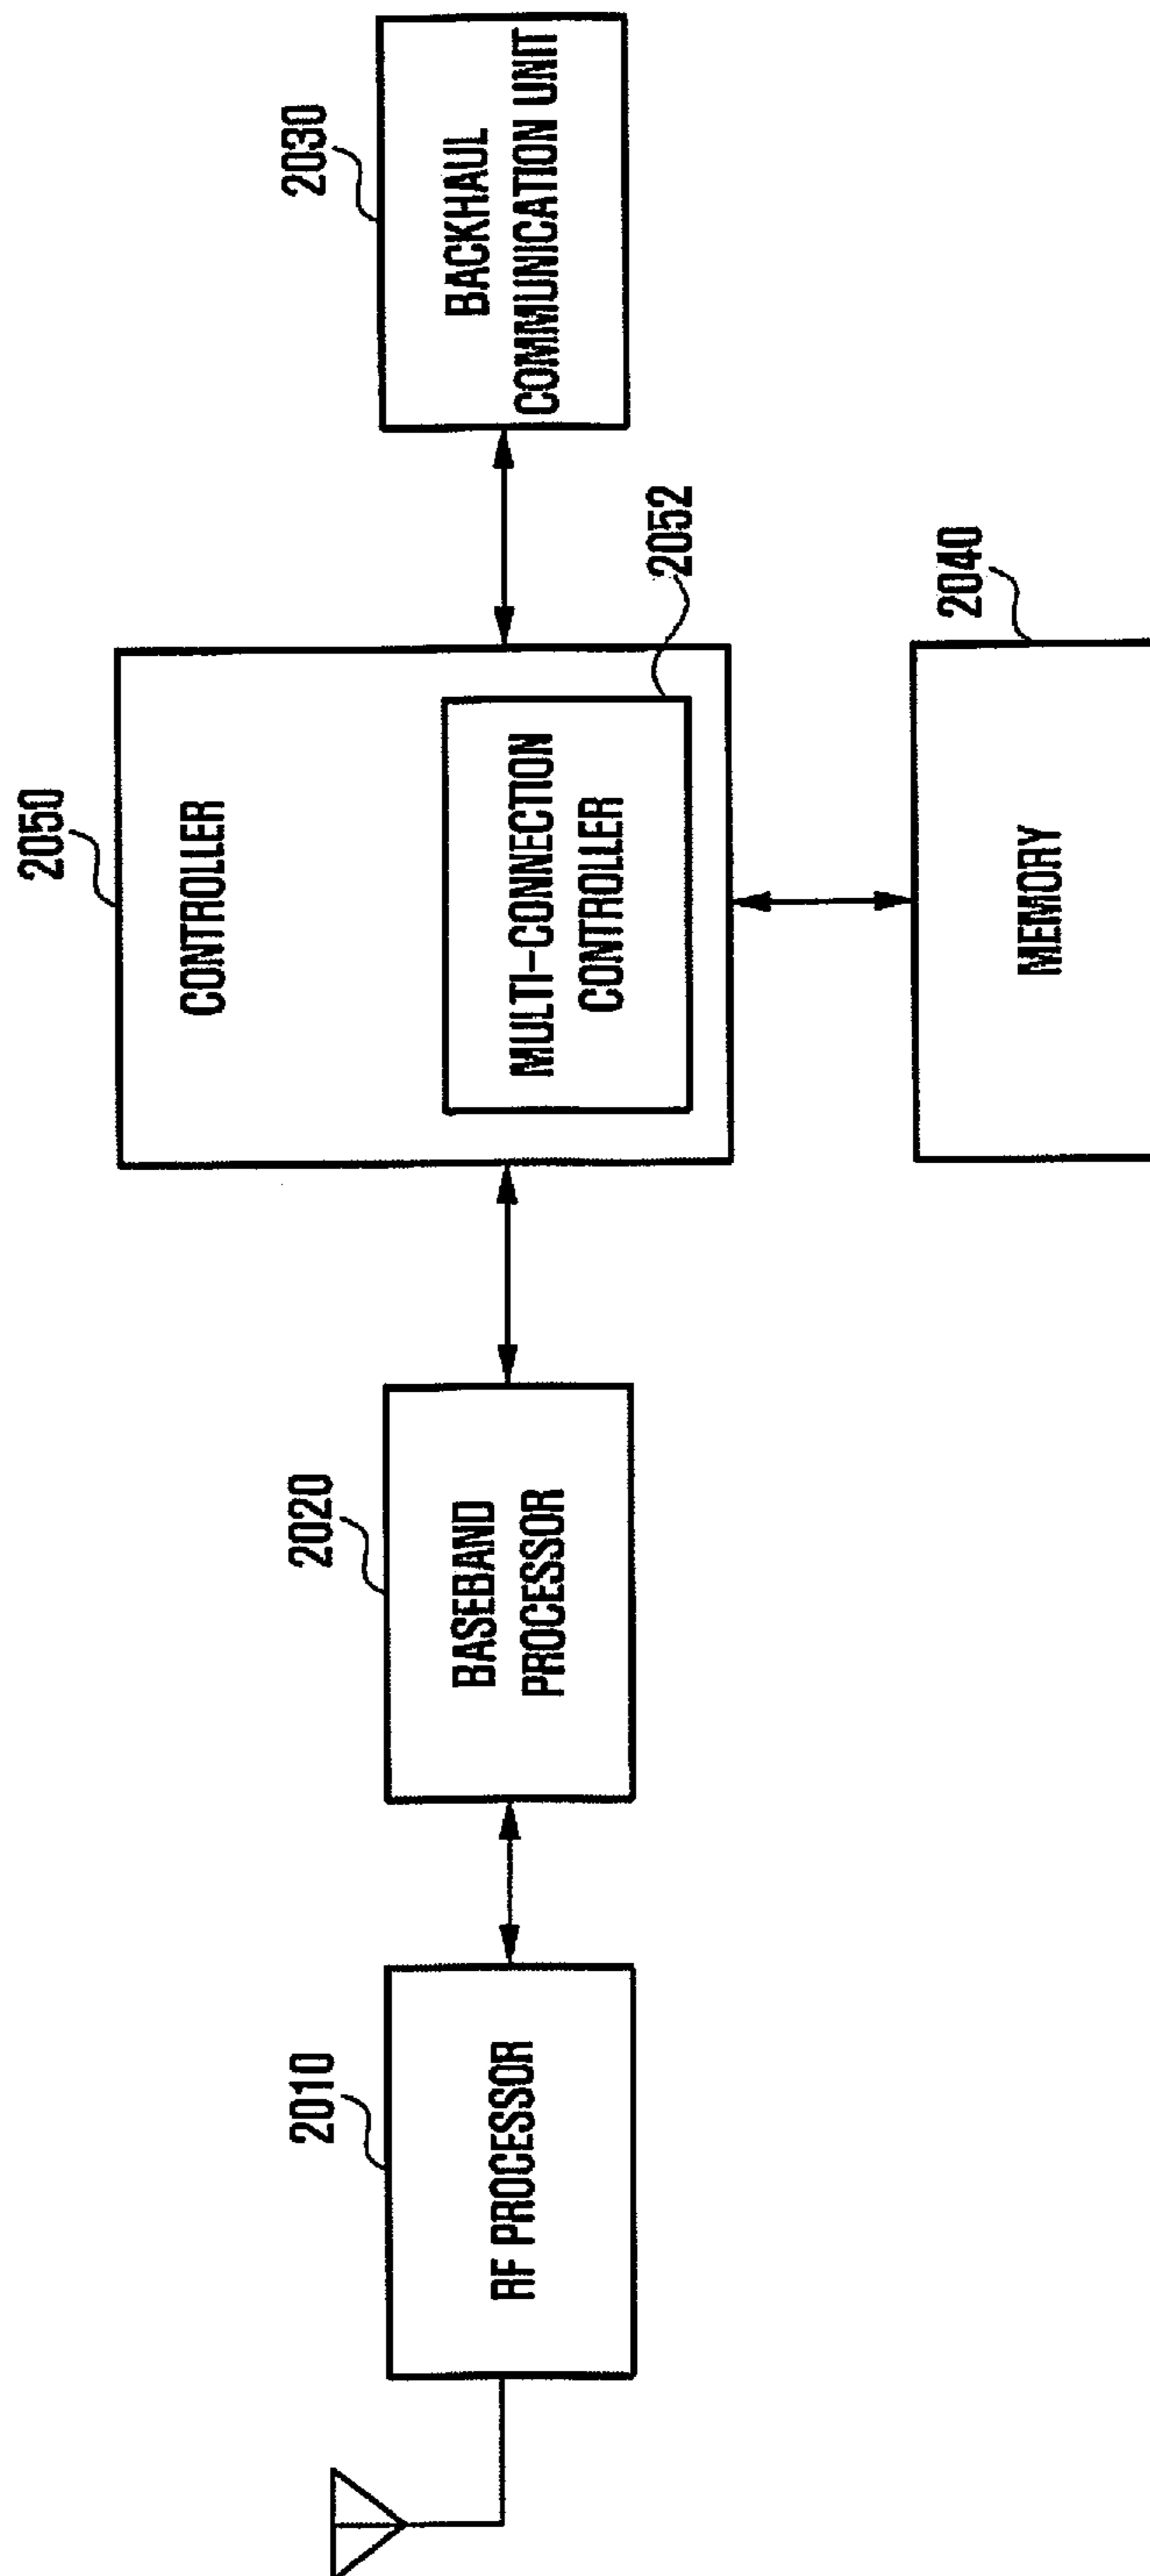 2010
RF PROCESSOR
2020
BASEBAND
PROCESSOR
2050
CONTROLLER
MULTI-CONNECTION
CONTROLLER
2052
2030
BACKHAUL
COMMUNICATION UNIT
2040
MEMORY